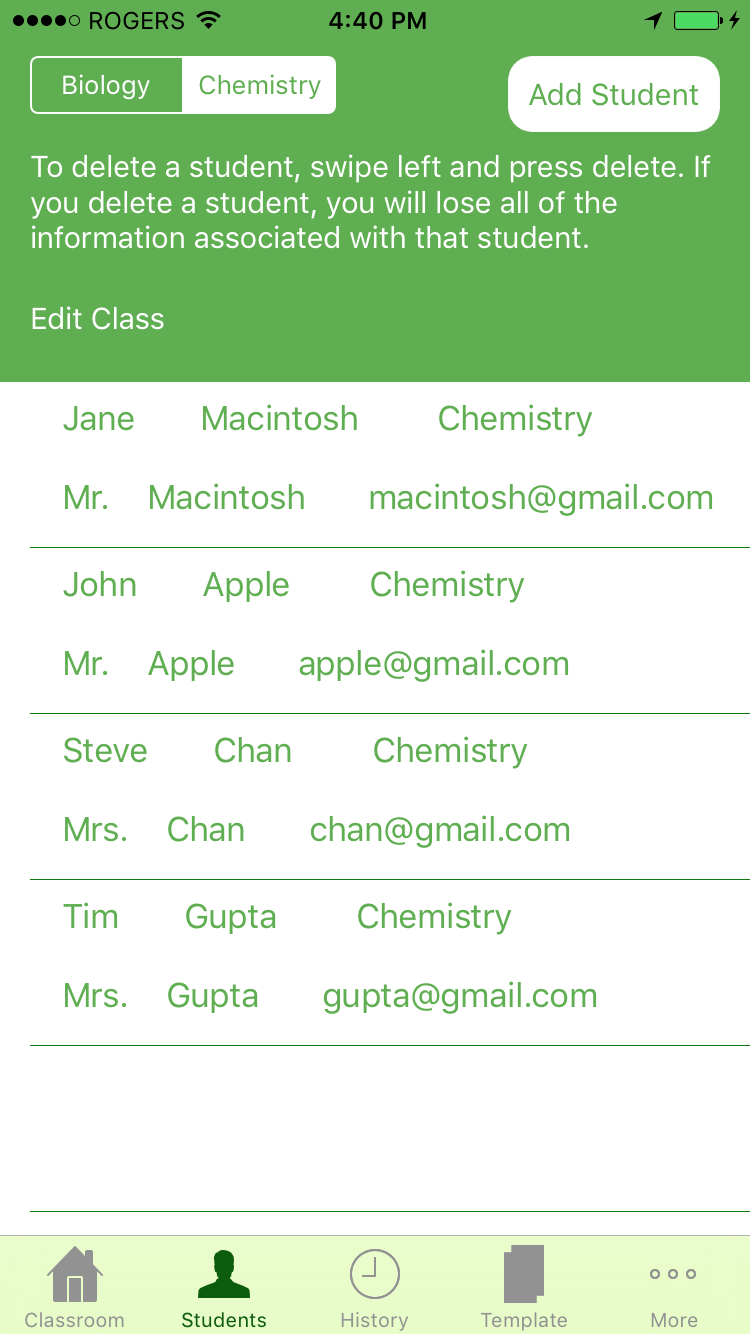 ROGERS 4:40 PM
Biology Chemistry Add Student
To delete a student, swipe left and press delete. If
you delete a student, you will lose all of the
information associated with that student.
Edit Class
Jane Macintosh Chemistry
Mr. Macintosh macintosh@gmail.com
John Apple Chemistry
Mr. Apple apple@gmail.com
Steve Chan Chemistry
Mrs. Chan chan@gmail.com
Tim Gupta Chemistry
Mrs. Gupta gupta@gmail.com
Classroom Students History Template More